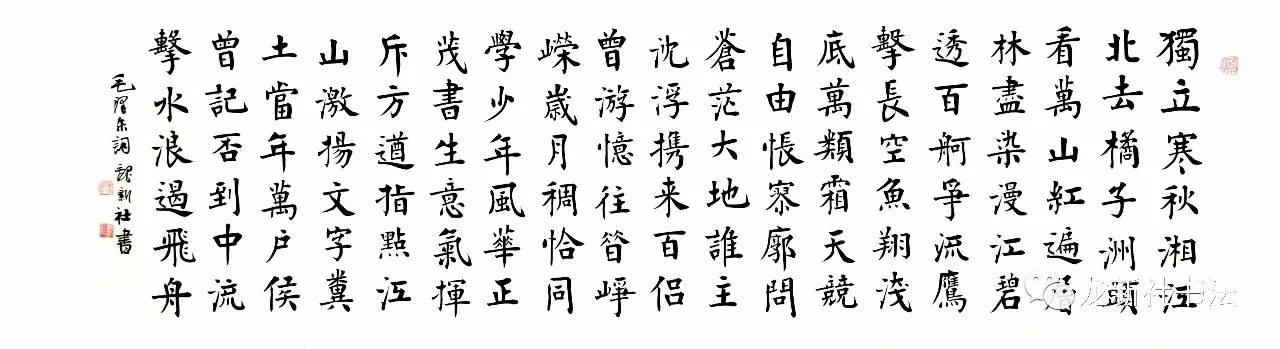 獨立寒秋湘江
北去橘子洲頭
看萬山紅遍層
林盡染漫江碧
透百舸爭流鷹
擊長空魚翔淺
底萬類霜天競
自由悵寥廓問
蒼茫大地誰主
沈浮携来百侣
曾游憶往昔崢
嶸歲月稠恰同
學少年風華正
茂書生意氣揮
斥方遒指點江
山激揚文字糞
土當年萬户侯
曾記否到中流
擊水浪遏飛舟
毛澤东詞 龍新社書
龙新社书法